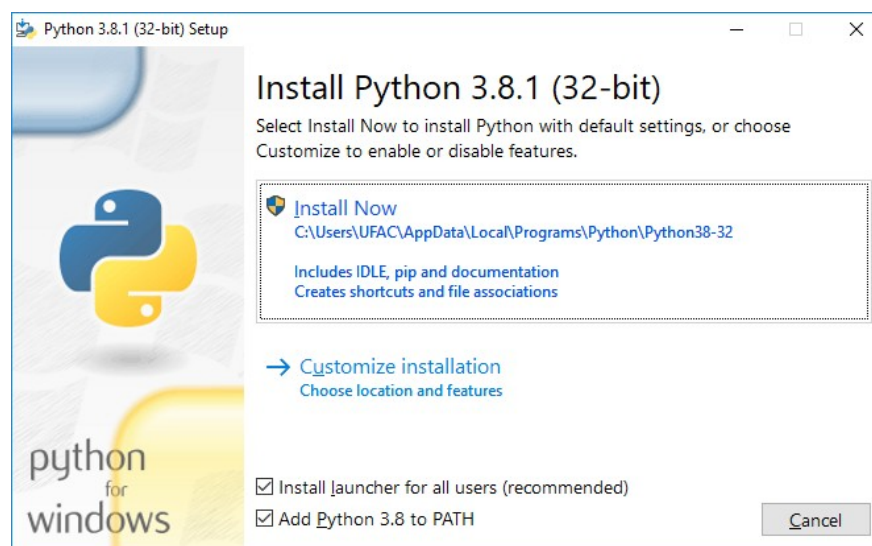 Python 3.8.1 (32-bit) Setup
Install Python 3.8.1 (32-bit)
Select Install Now to install Python with default settings, or choose
Customize to enable or disable features.
Install Now
C:\Users\UFAC\AppData\Local\Programs\Python\Python38-32
Includes IDLE, pip and documentation
Creates shortcuts and file associations
Customize installation
Choose location and features
python
for
windows
Install launcher for all users (recommended)
Add Python 3.8 to PATH
Cancel